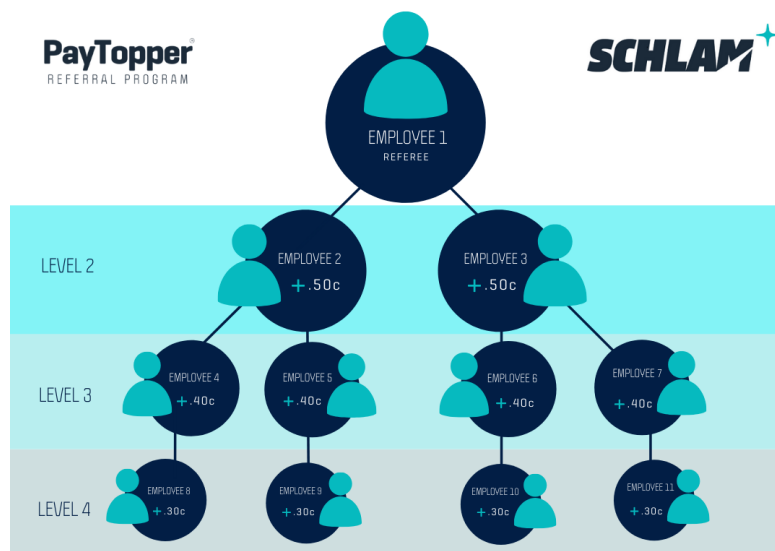 PayTopper®
REFERRAL PROGRAM
SCHLAM
EMPLOYEE 1
REFEREE
LEVEL 2
EMPLOYEE 2
+.50c
EMPLOYEE 3
+.50c
LEVEL 3
EMPLOYEE 4
+.40c
EMPLOYEE 5
+.40c
EMPLOYEE 6
+.40c
EMPLOYEE 7
+.40c
LEVEL 4
EMPLOYEE 8
+.30c
EMPLOYEE 9
+.30c
EMPLOYEE 10
+.30c
EMPLOYEE 11
+.30c